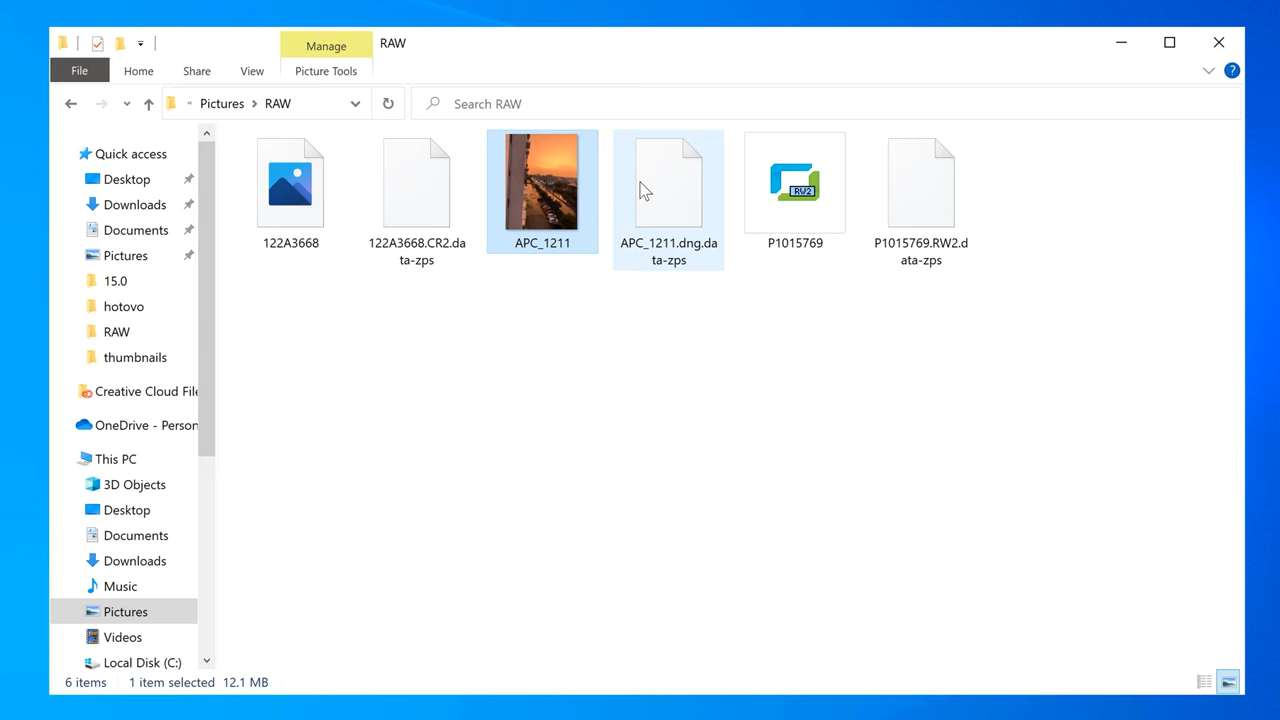 Manage
RAW
File
Home
Share
View
Picture Tools
« Pictures > RAW
Search RAW
Quick access
Desktop
Downloads
Documents
Pictures
15.0
hotovo
RAW
thumbnails
Creative Cloud File
OneDrive - Person
This PC
3D Objects
Desktop
Documents
Downloads
Music
Pictures
Videos
Local Disk (C:)
122A3668
122A3668.CR2.da
ta-zps
APC_1211
APC_1211.dng.da
ta-zps
RW2
P1015769
P1015769.RW2.d
ata-zps
6 items
1 item selected 12.1 MB